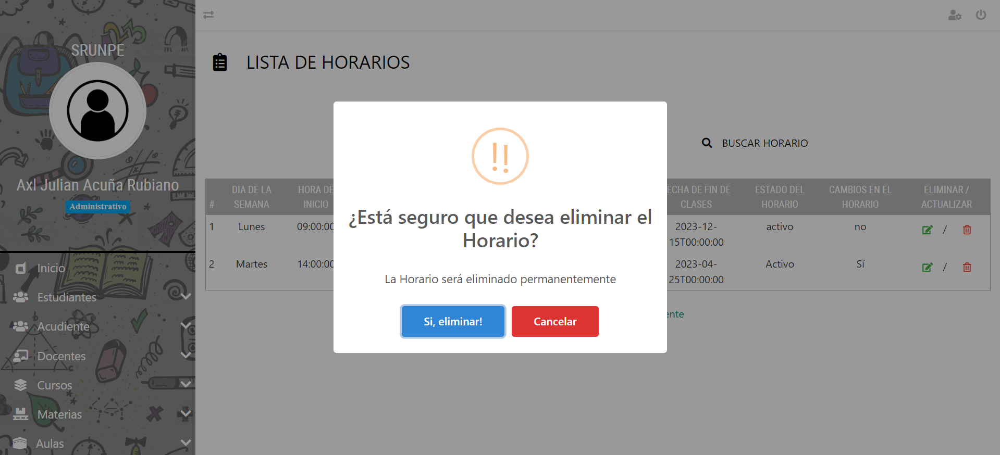 SRUNPE
Axl Julian Acuña Rubiano
Administrativo
Inicio
Estudiantes
Acudiente
Docentes
Cursos
Materias
Aulas
LISTA DE HORARIOS
BUSCAR HORARIO
#
DIA DE LA
SEMANA
HORA DE
INICIO
ECHA DE FIN DE
CLASES
ESTADO DEL
HORARIO
CAMBIOS EN EL
HORARIO
ELIMINAR /
ACTUALIZAR
1 Lunes 09:00:00 2023-12- activo no /
15T00:00:00
2 Martes 14:00:00 2023-04- Activo Sí /
25T00:00:00
ente
!!
¿Está seguro que desea eliminar el
Horario?
La Horario será eliminado permanentemente
Si, eliminar!
Cancelar